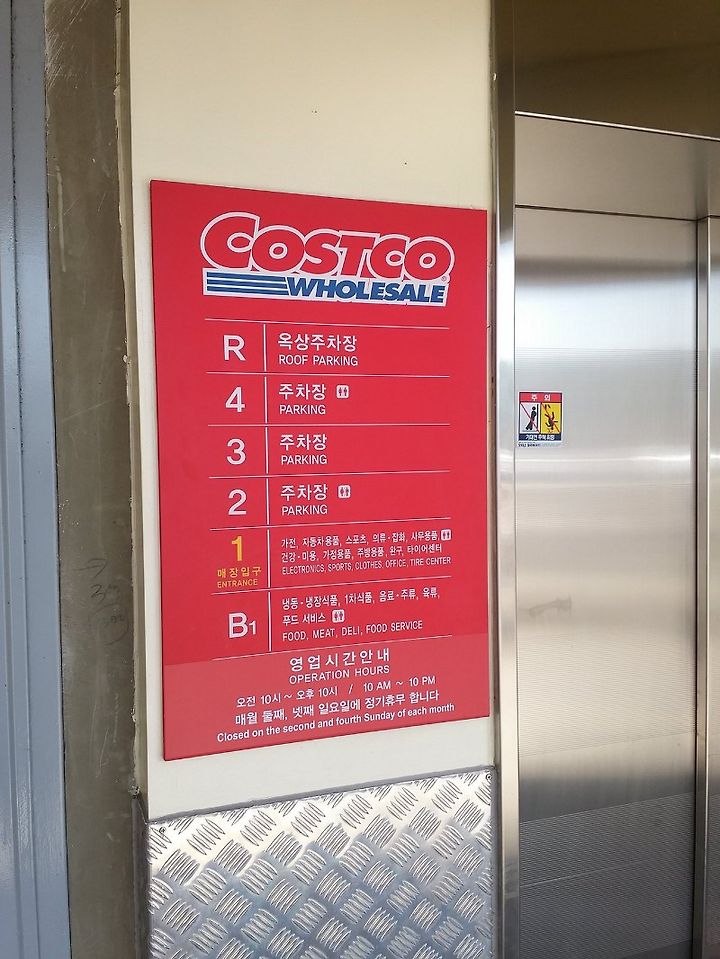 COSTCO
WHOLESALE
R 옥상주차장
ROOF PARKING
4 주차장
PARKING
3 주차장
PARKING
2 주차장
PARKING
1
매장입구
ENTRANCE
가전, 자동차용품, 스포츠, 의류·잡화, 사무용품
건강·미용, 가정용품, 주방용품, 완구, 타이어센터
ELECTRONICS, SPORTS, CLOTHES, OFFICE, TIRE CENTER
B1
냉동·냉장식품, 1차식품, 음료·주류, 육류,
푸드 서비스
FOOD, MEAT, DELI, FOOD SERVICE
영업시간안내
OPERATION HOURS
오전 10시 ~ 오후 10시 / 10 AM ~ 10 PM
매월 둘째, 넷째 일요일에 정기휴무 합니다
Closed on the second and fourth Sunday of each month
주의